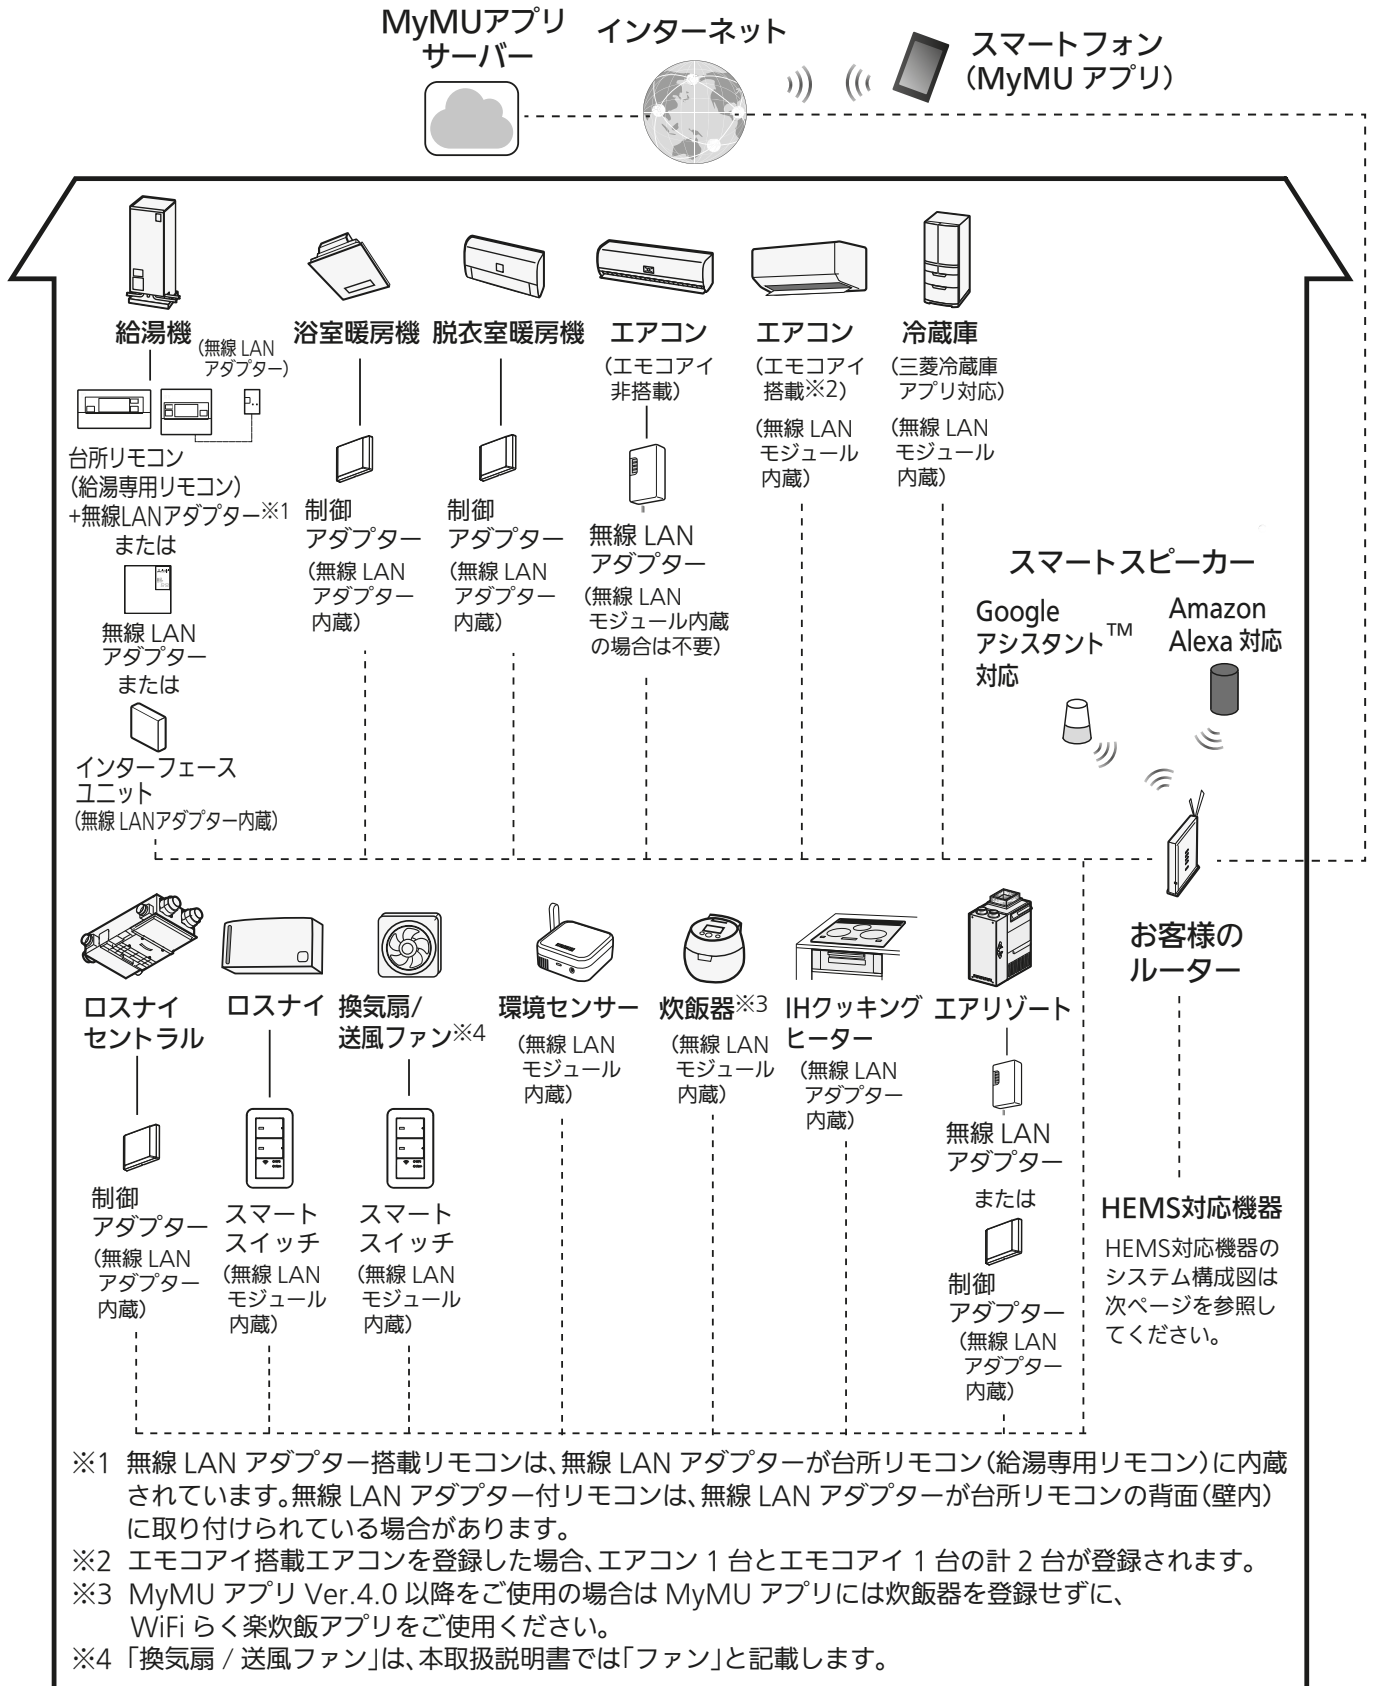 MyMUアプリ
サーバー
インターネット
スマートフォン
（MyMU アプリ）
給湯機
（無線 LAN
アダプター）
台所リモコン
（給湯専用リモコン）
+無線LANアダプター※1
または
無線 LAN
アダプター
または
インターフェース
ユニット
（無線 LANアダプター内蔵）
浴室暖房機
制御
アダプター
（無線 LAN
アダプター
内蔵）
脱衣室暖房機
制御
アダプター
（無線 LAN
アダプター
内蔵）
エアコン
（エモコアイ
非搭載）
無線 LAN
アダプター
（無線 LAN
モジュール内蔵
の場合は不要）
エアコン
（エモコアイ
搭載※2）
（無線 LAN
モジュール
内蔵）
冷蔵庫
（三菱冷蔵庫
アプリ対応）
（無線 LAN
モジュール
内蔵）
スマートスピーカー
Google
アシスタント™
対応
Amazon
Alexa 対応
お客様の
ルーター
HEMS対応機器
HEMS対応機器の
システム構成図は
次ページを参照し
てください。
ロスナイ
セントラル
制御
アダプター
（無線 LAN
アダプター
内蔵）
ロスナイ
スマート
スイッチ
（無線 LAN
モジュール
内蔵）
換気扇/
送風ファン※4
スマート
スイッチ
（無線 LAN
モジュール
内蔵）
環境センサー
（無線 LAN
モジュール
内蔵）
炊飯器※3
（無線 LAN
モジュール
内蔵）
IHクッキング
ヒーター
（無線 LAN
アダプター
内蔵）
エアリゾート
無線 LAN
アダプター
または
制御
アダプター
（無線 LAN
アダプター
内蔵）
※1 無線 LAN アダプター搭載リモコンは、無線 LAN アダプターが台所リモコン（給湯専用リモコン）に内蔵
されています。無線 LAN アダプター付リモコンは、無線 LAN アダプターが台所リモコンの背面（壁内）
に取り付けられている場合があります。
※2 エモコアイ搭載エアコンを登録した場合、エアコン 1 台とエモコアイ 1 台の計 2 台が登録されます。
※3 MyMU アプリ Ver.4.0 以降をご使用の場合は MyMU アプリには炊飯器を登録せずに、
WiFi らく楽炊飯アプリをご使用ください。
※4 「換気扇 / 送風ファン」は、本取扱説明書では「ファン」と記載します。